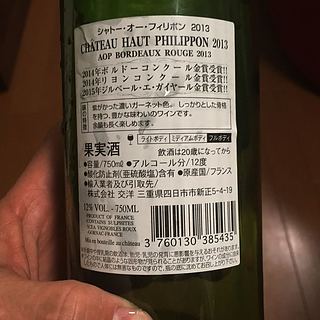 シャトー・オー・フィリポン 2013
CHÂTEAU HAUT PHILIPPON 2013
AOP BORDEAUX ROUGE 2013
2014年ボルドーコンクール金賞受賞!!
2014年リヨンコンクール金賞受賞!!
2015年ジルベール・エ・ガイヤール金賞受賞!!
紫がかった濃いガーネット色。しっかりとした骨格
を持つ、豊かな味わいのワインです。
余韻も長く楽しめます。
ライトボディ ミディアムボディ フルボディ
果実酒 飲酒は20歳になってから
●容量/750ml●アルコール分/12度
●酸化防止剤(亜硫酸塩)含有 ●原産国/フランス
●輸入業者及び引取先/
株式会社 交洋 三重県四日市市新正5-4-19
12% VOL - 750ML
PRODUCT OF FRANCE
CONTAINS SULPHITES
SCEA VIGNOBLES ROUX
GORNAC-FRANCE
Mis en bouteille au château
3 760130 385435